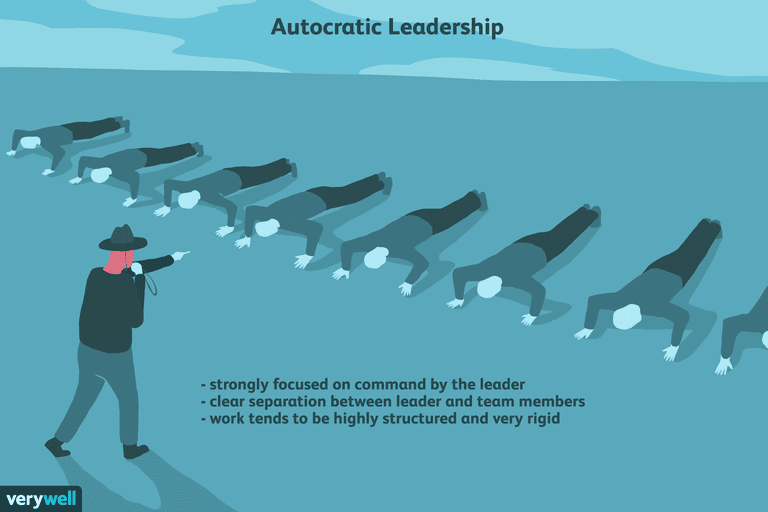 Autocratic Leadership
- strongly focused on command by the leader
- clear separation between leader and team members
- work tends to be highly structured and very rigid
verywell